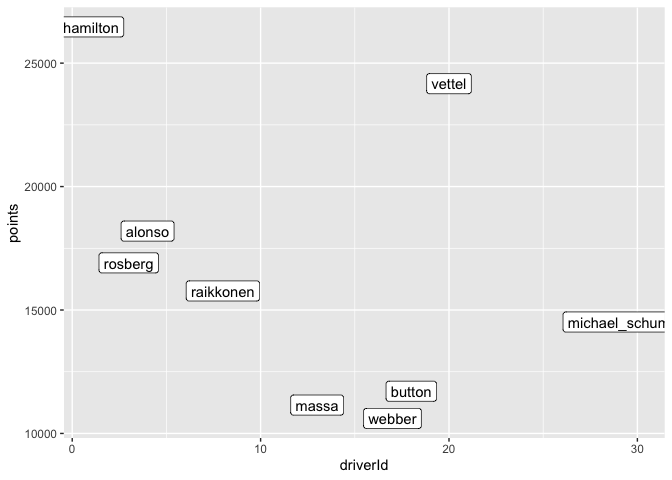 hamilton
25000
vettel
20000
alonso
rosberg
raikkonen
15000
michael_schum
button
massa
webber
10000
0
10
20
30
driverId
points